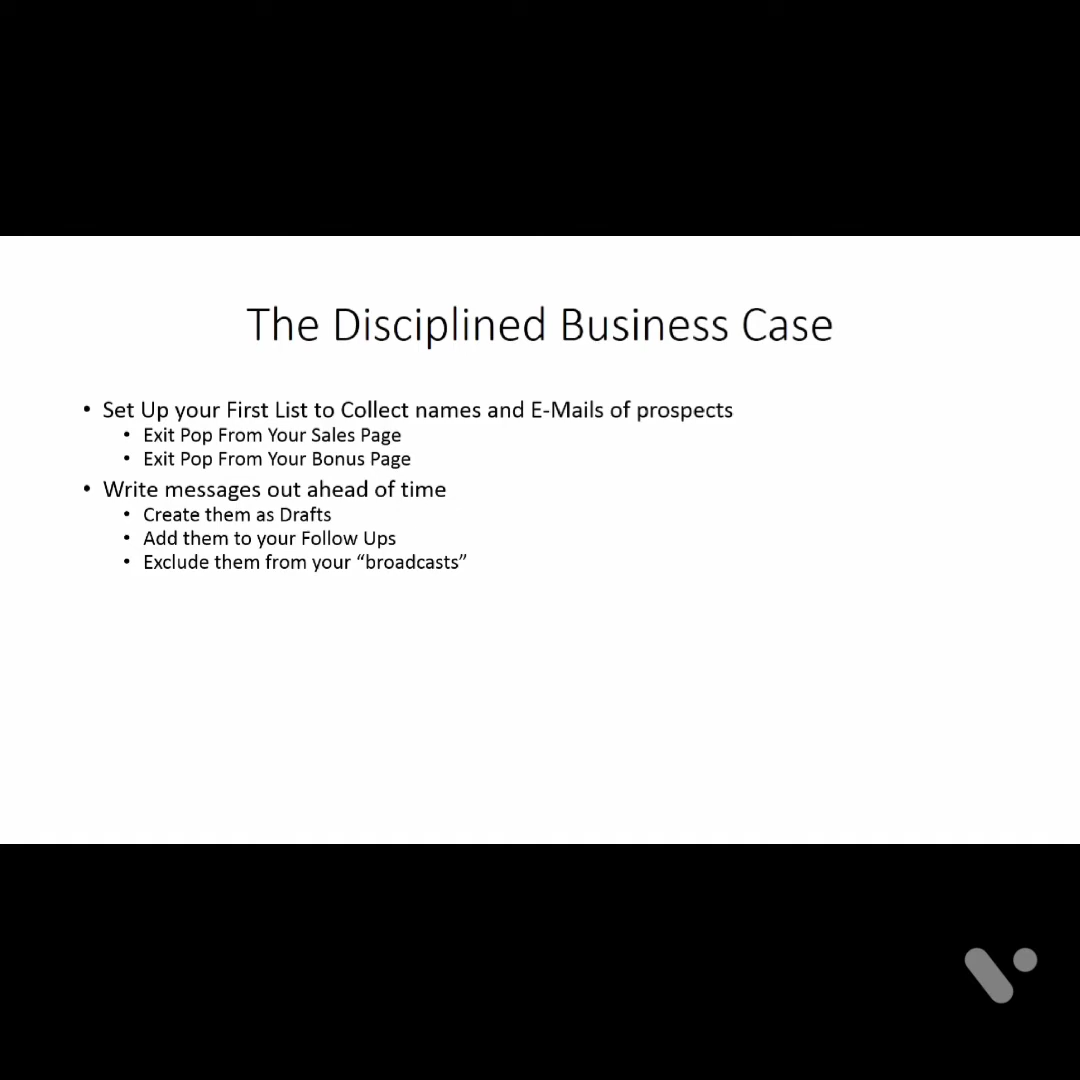 The Disciplined Business Case
• Set Up your First List to Collect names and E-Mails of prospects
• Exit Pop From Your Sales Page
• Exit Pop From Your Bonus Page
• Write messages out ahead of time
• Create them as Drafts
• Add them to your Follow Ups
• Exclude them from your “broadcasts”